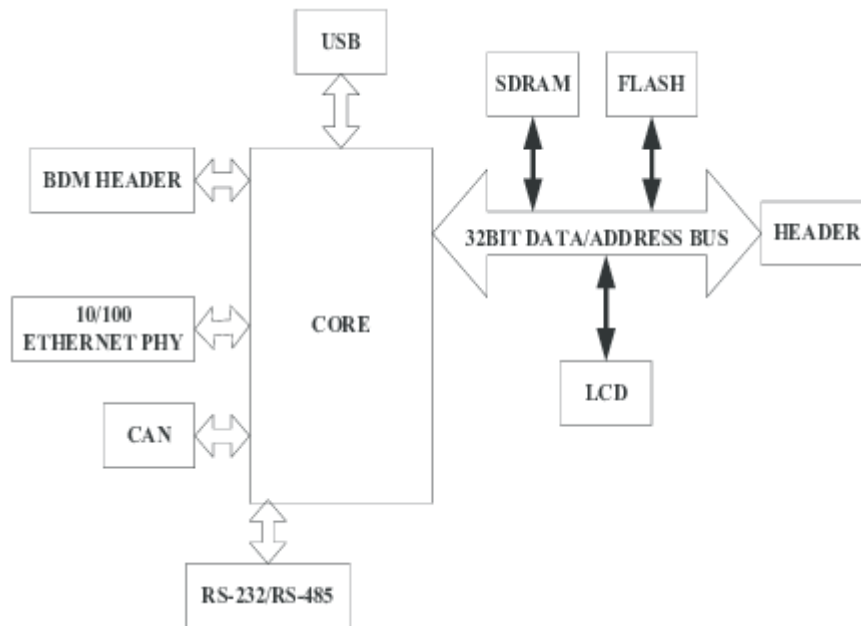 USB
SDRAM
FLASH
BDM HEADER
32BIT DATA/ADDRESS BUS
HEADER
10/100
ETHERNET PHY
CORE
LCD
CAN
RS-232/RS-485